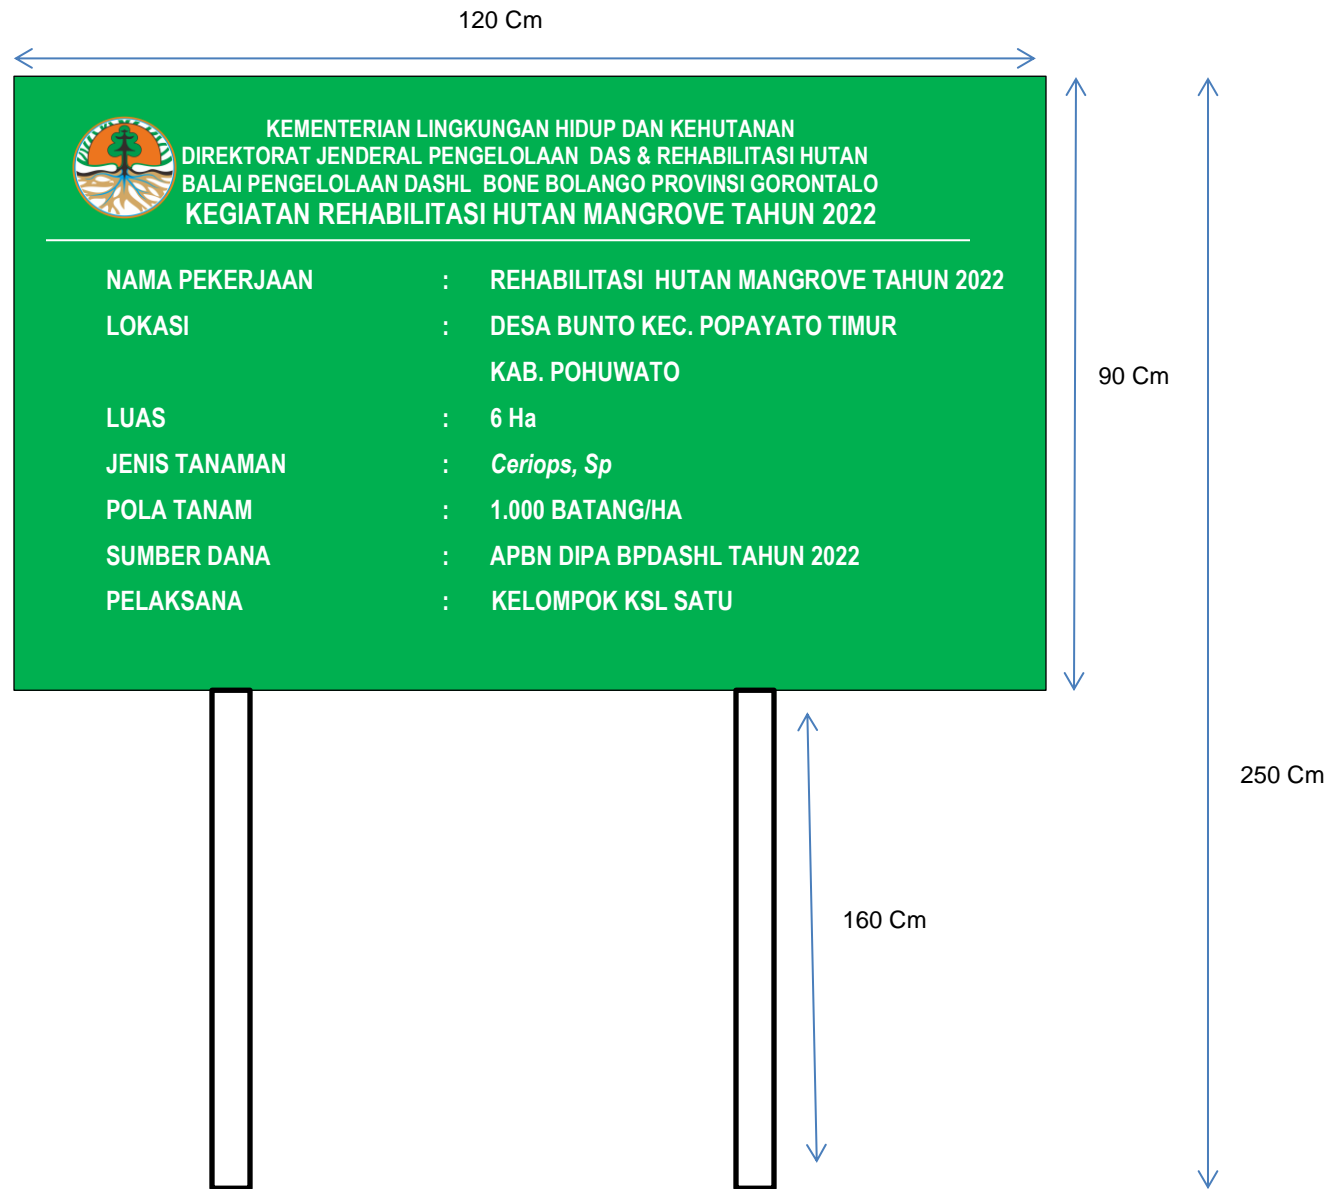 120 Cm
KEMENTERIAN LINGKUNGAN HIDUP DAN KEHUTANAN
DIREKTORAT JENDERAL PENGELOLAAN DAS & REHABILITASI HUTAN
BALAI PENGELOLAAN DASHL BONE BOLANGO PROVINSI GORONTALO
KEGIATAN REHABILITASI HUTAN MANGROVE TAHUN 2022
NAMA PEKERJAAN : REHABILITASI HUTAN MANGROVE TAHUN 2022
LOKASI : DESA BUNTO KEC. POPAYATO TIMUR
KAB. POHUWATO
90 Cm
LUAS : 6 Ha
JENIS TANAMAN : Ceriops, Sp
POLA TANAM : 1.000 BATANG/HA
SUMBER DANA : APBN DIPA BPDASHL TAHUN 2022
PELAKSANA : KELOMPOK KSL SATU
250 Cm
160 Cm